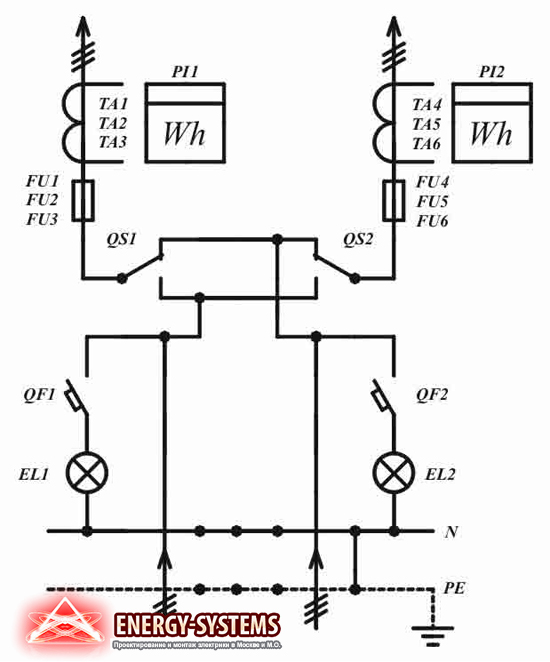 PI1
PI2
TA1
TA2
TA3
Wh
TA4
TA5
TA6
Wh
FU1
FU2
FU3
FU4
FU5
FU6
QS1
QS2
QF1
QF2
EL1
EL2
N
PE
ENERGY-SYSTEMS
Проектирование и монтаж электрики в Москве и М.О.